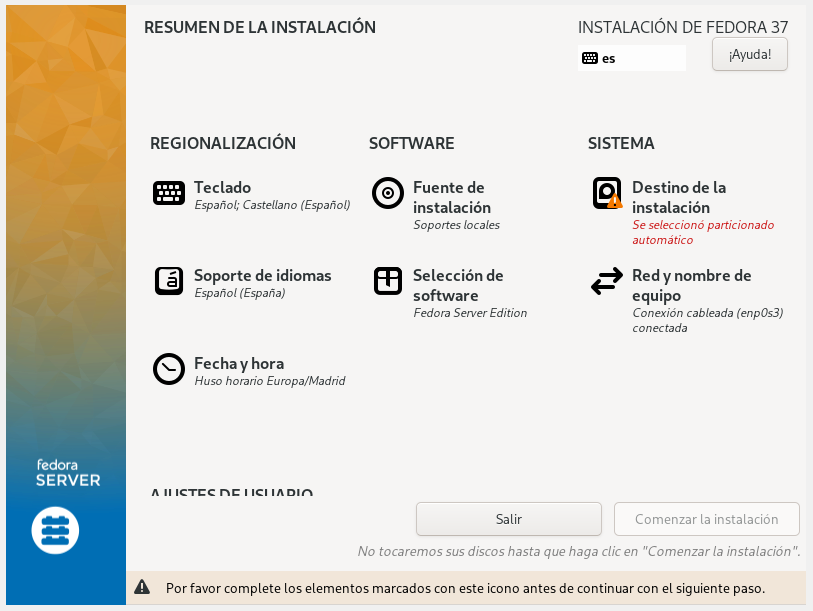 RESUMEN DE LA INSTALACIÓN
INSTALACIÓN DE FEDORA 37
es
¡Ayuda!
REGIONALIZACIÓN
Teclado
Español; Castellano (Español)
Soporte de idiomas
Español (España)
Fecha y hora
Huso horario Europa/Madrid
SOFTWARE
Fuente de
instalación
Soportes locales
Selección de
software
Fedora Server Edition
SISTEMA
Destino de la
instalación
Se seleccionó particionado
automático
Red y nombre de
equipo
Conexión cableada (enp0s3)
conectada
AJUSTES DE USUARIO
fedora
SERVER
Salir
Comenzar la instalación
No tocaremos sus discos hasta que haga clic en "Comenzar la instalación".
Por favor complete los elementos marcados con este icono antes de continuar con el siguiente paso.